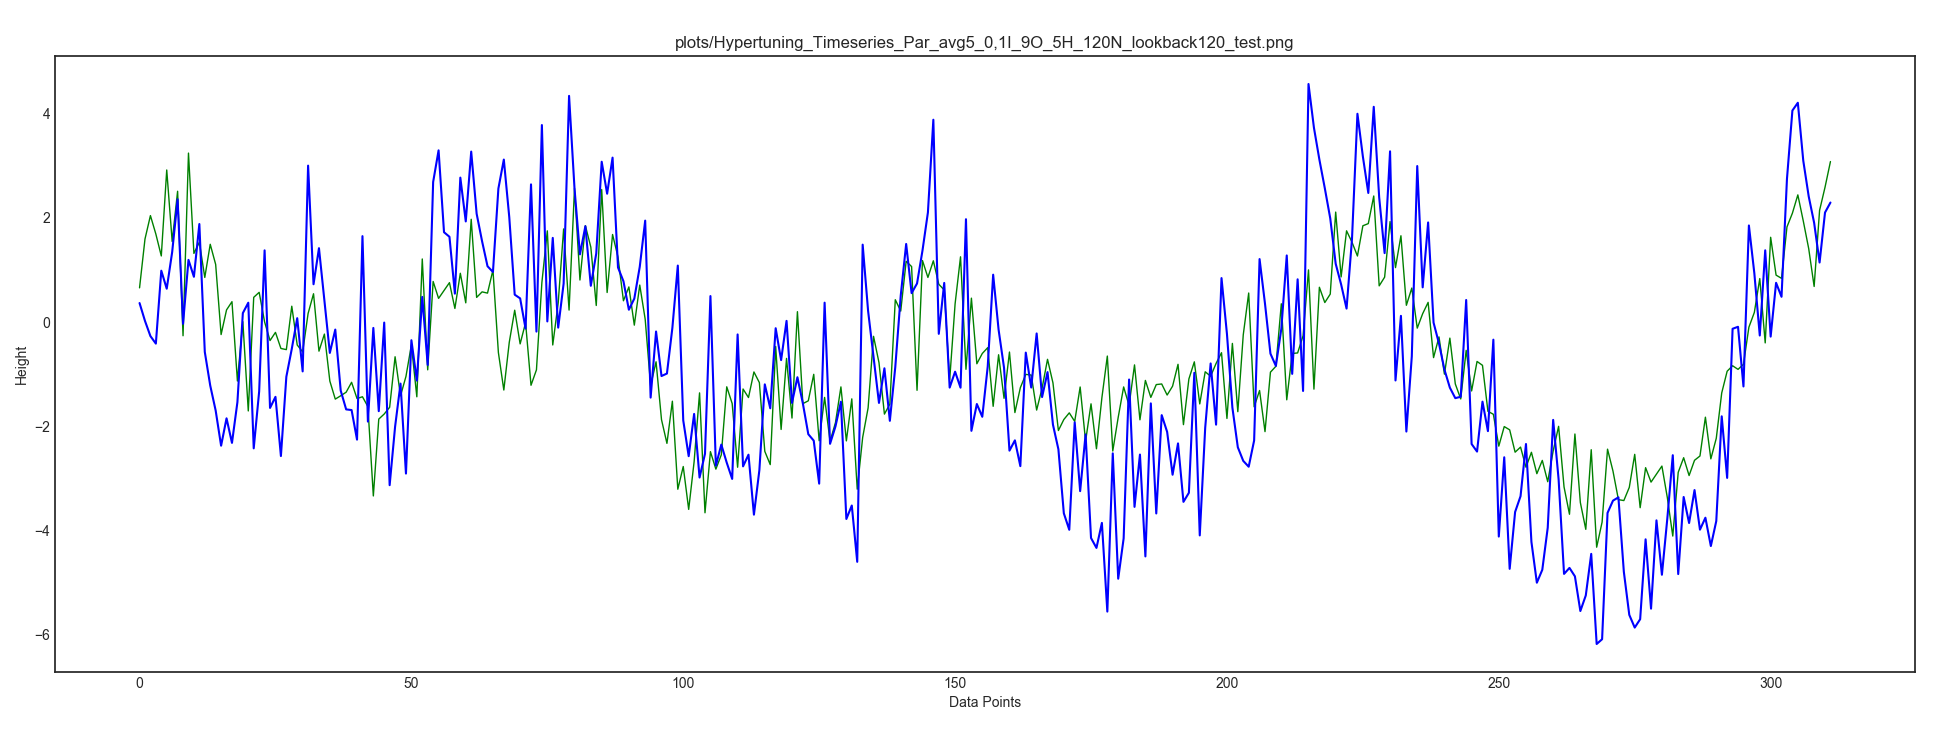 plots/Hypertuning_Timeseries_Par_avg5_0,1I_9O_5H_120N_lookback120_test.png
4
2
0
−2
−4
−6
Height
0 50 100 150 200 250 300
Data Points